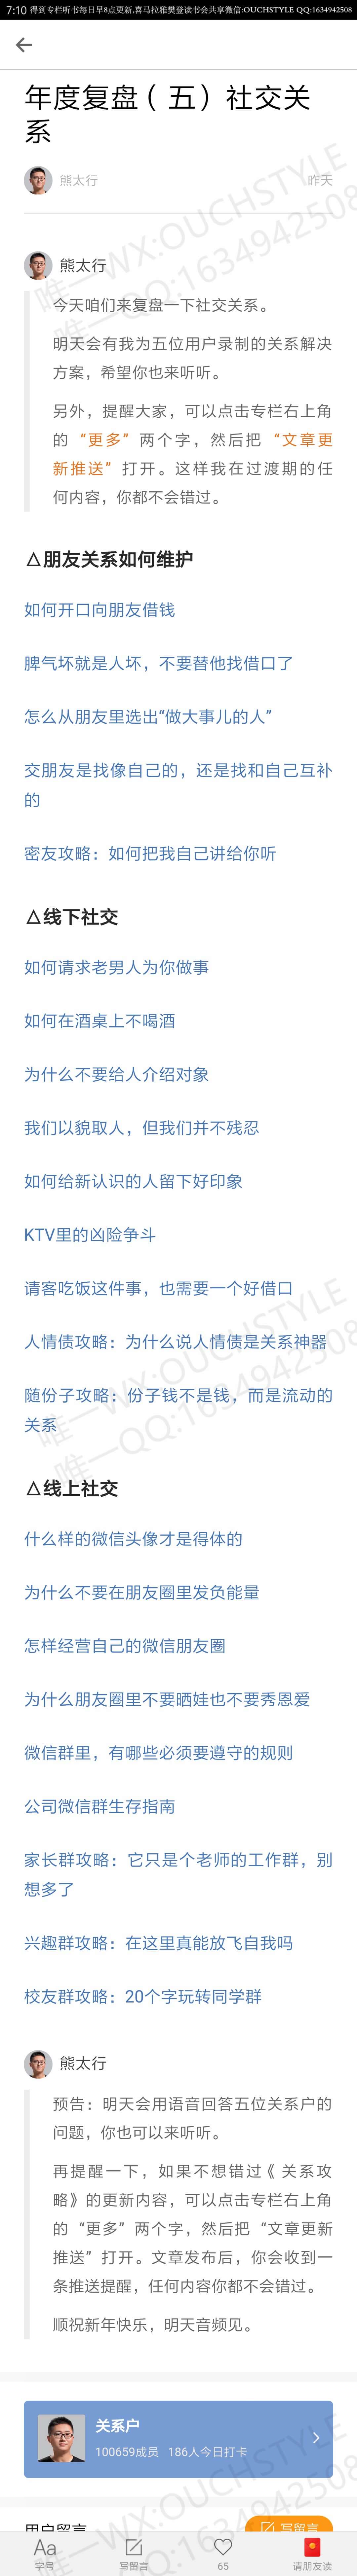 7:10 得到专栏听书每日早8点更新,喜马拉雅樊登读书会共享微信:OUCHSTYLE QQ:1634942508
年度复盘（五）社交关
系
熊太行
昨天
唯一WX:OUCHSTYLE
唯一QQ:1634942508
熊太行
今天咱们来复盘一下社交关系。
明天会有我为五位用户录制的关系解决
方案，希望你也来听听。
另外，提醒大家，可以点击专栏右上角
的“更多”两个字，然后把“文章更
新推送”打开。这样我在过渡期的任
何内容，你都不会错过。
△朋友关系如何维护
如何开口向朋友借钱
脾气坏就是人坏，不要替他找借口了
怎么从朋友里选出“做大事儿的人”
交朋友是找像自己的，还是找和自己互补
的
密友攻略：如何把我自己讲给你听
△线下社交
如何请求老男人为你做事
如何在酒桌上不喝酒
为什么不要给人介绍对象
我们以貌取人，但我们并不残忍
如何给新认识的人留下好印象
KTV里的凶险争斗
请客吃饭这件事，也需要一个好借口
人情债攻略：为什么说人情债是关系神器
随份子攻略：份子钱不是钱，而是流动的
关系
唯一WX:OUCHSTYLE
唯一QQ:1634942508
△线上社交
什么样的微信头像才是得体的
为什么不要在朋友圈里发负能量
怎样经营自己的微信朋友圈
为什么朋友圈里不要晒娃也不要秀恩爱
微信群里，有哪些必须要遵守的规则
公司微信群生存指南
家长群攻略：它只是个老师的工作群，别
想多了
兴趣群攻略：在这里真能放飞自我吗
校友群攻略：20个字玩转同学群
熊太行
预告：明天会用语音回答五位关系户的
问题，你也可以来听听。
再提醒一下，如果不想错过《关系攻
略》的更新内容，可以点击专栏右上角
的“更多”两个字，然后把“文章更新
推送”打开。文章发布后，你会收到一
条推送提醒，任何内容你都不会错过。
顺祝新年快乐，明天音频见。
关系户
100659成员 186人今日打卡
唯一WX:OUCHSTYLE
唯一QQ:1634942508
用户留言
写留言
Aa
字号
写留言
65
请朋友读